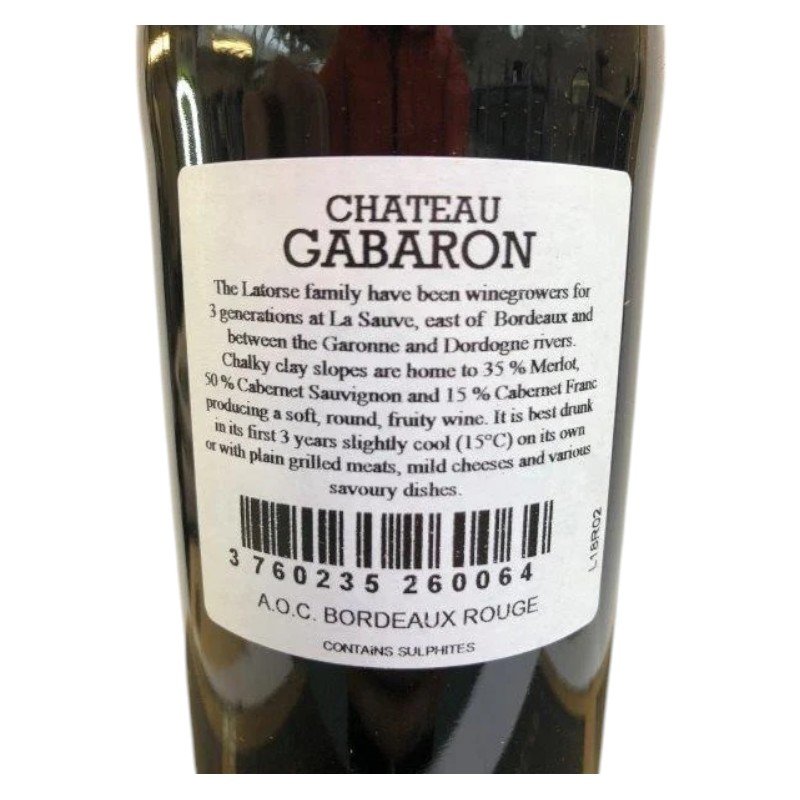 CHATEAU
GABARON
The Latorse family have been winegrowers for
3 generations at La Sauve, east of Bordeaux and
between the Garonne and Dordogne rivers.
Chalky clay slopes are home to 35 % Merlot,
50 % Cabernet Sauvignon and 15 % Cabernet Franc
producing a soft, round, fruity wine. It is best drunk
in its first 3 years slightly cool (15°C) on its own
or with plain grilled meats, mild cheeses and various
savoury dishes.
3 760235 260064
L18R02
A.O.C. BORDEAUX ROUGE
CONTAiNS SULPHITES